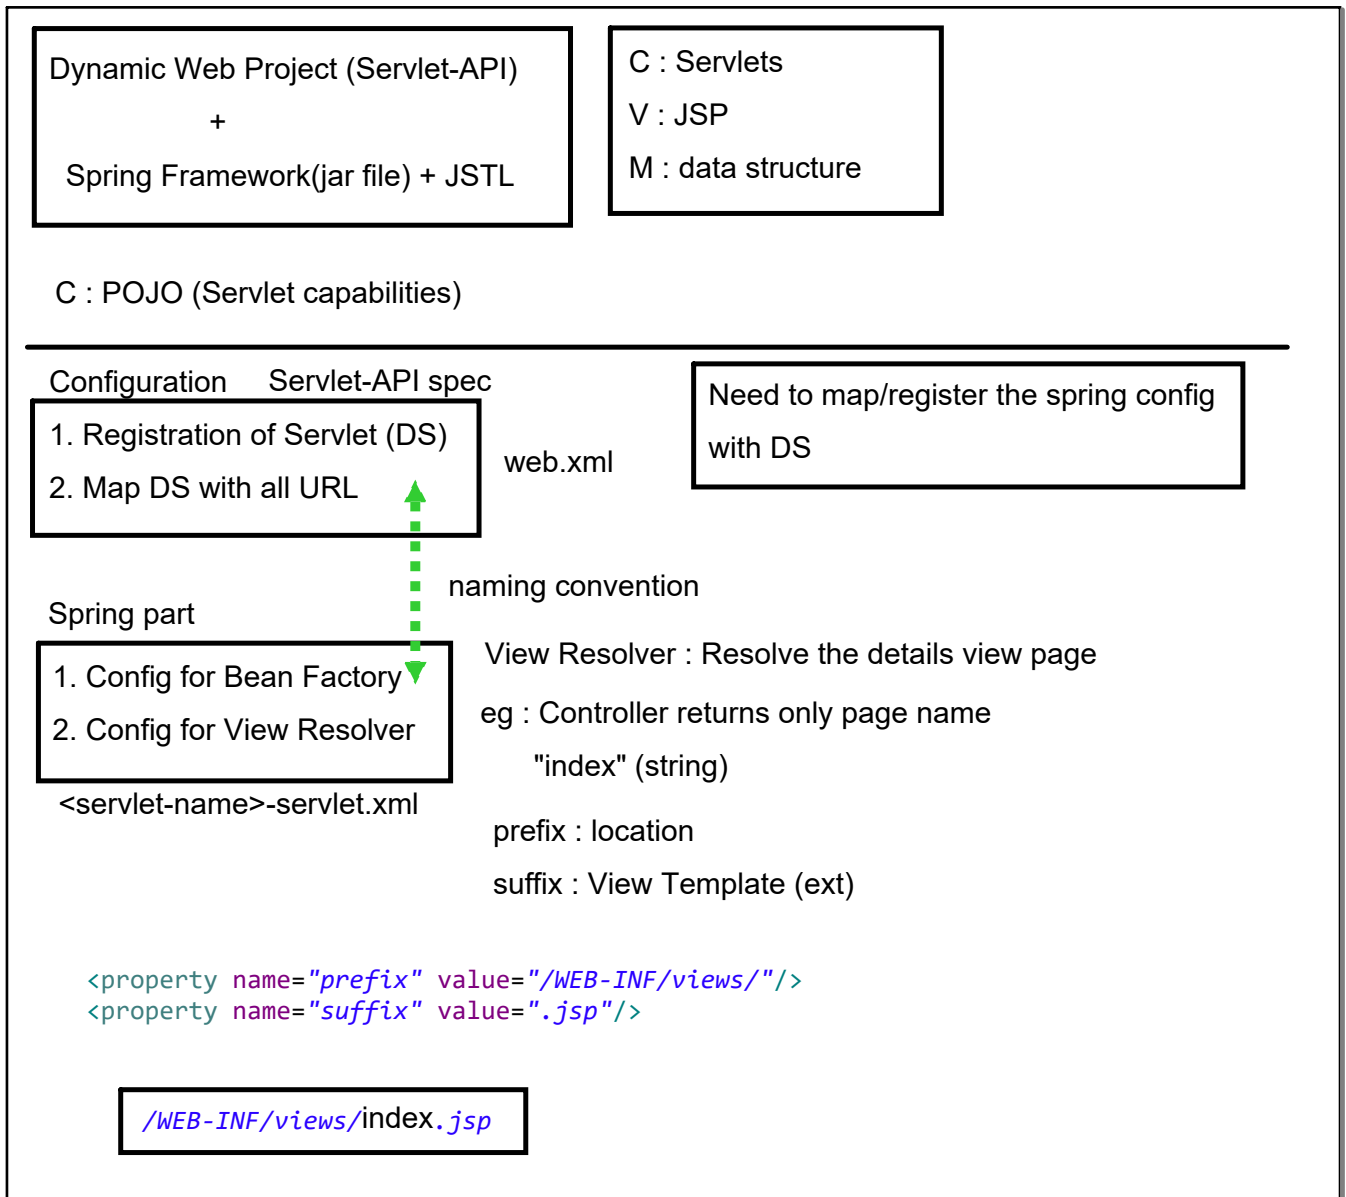 Dynamic Web Project (Servlet-API)
+
Spring Framework(jar file) + JSTL
C : Servlets
V : JSP
M : data structure
C : POJO (Servlet capabilities)
Configuration Servlet-API spec
1. Registration of Servlet (DS)
2. Map DS with all URL
web.xml
Need to map/register the spring config
with DS
naming convention
Spring part
1. Config for Bean Factory
2. Config for View Resolver
<servlet-name>-servlet.xml
View Resolver : Resolve the details view page
eg : Controller returns only page name
"index" (string)
prefix : location
suffix : View Template (ext)
<property name="prefix" value="/WEB-INF/views/"/>
<property name="suffix" value=".jsp"/>
/WEB-INF/views/index.jsp